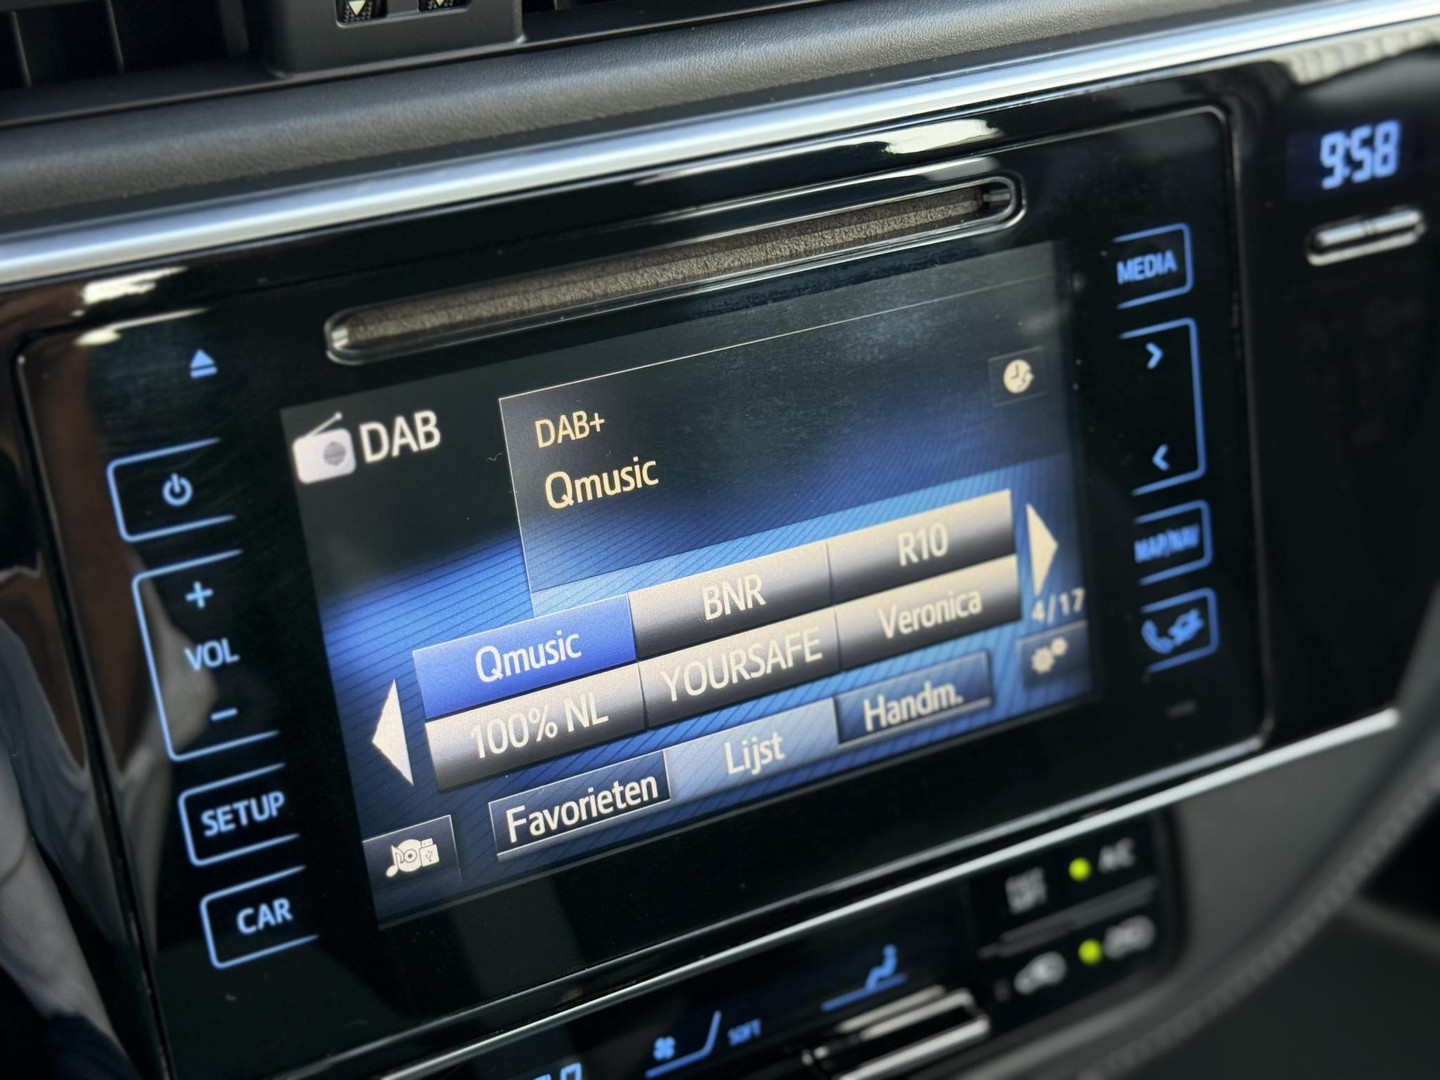 9:58
MEDIA
DAB
DAB+
Qmusic
MAP/NAV
VOL
Qmusic
BNR
R10
100% NL
YOURSAFE
Veronica
4/17
Favorieten
Lijst
Handm.
SETUP
CAR
A/C
SOFT